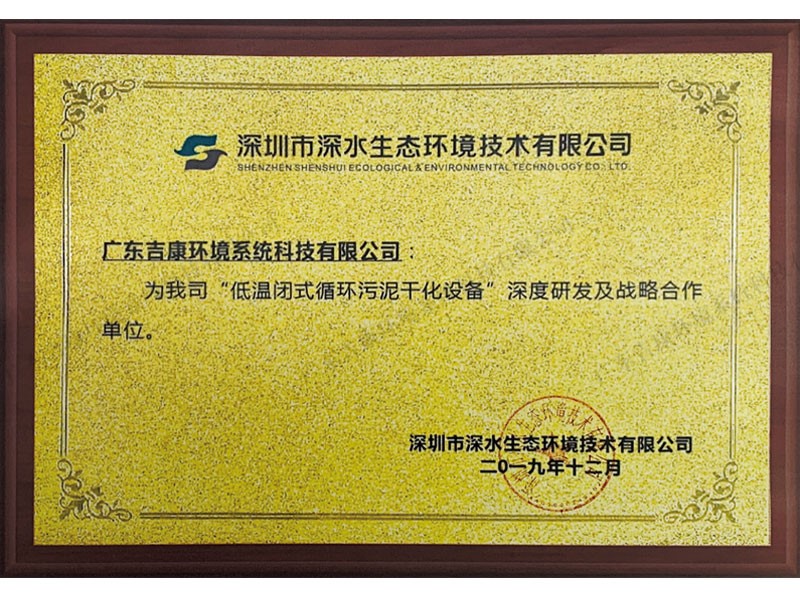 深圳市深水生态环境技术有限公司
SHENZHEN SHENSHUI ECOLOGICAL & ENVIRONMENTAL TECHNOLOGY CO., LTD.
广东吉康环境系统科技有限公司：
为我司“低温闭式循环污泥干化设备”深度研发及战略合作
单位。
深圳市深水生态环境技术有限公司
二〇一九年十二月